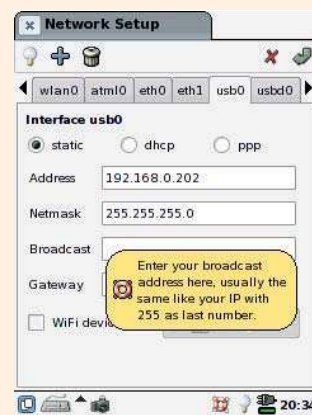 Network Setup
wlan0 atml0 eth0 eth1 usb0 usbd0
Interface usb0
static dhcp ppp
Address 192.168.0.202
Netmask 255.255.255.0
Broadcast
Enter your broadcast
address here, usually the
same like your IP with
255 as last number.
Gateway
WiFi devi
20:34